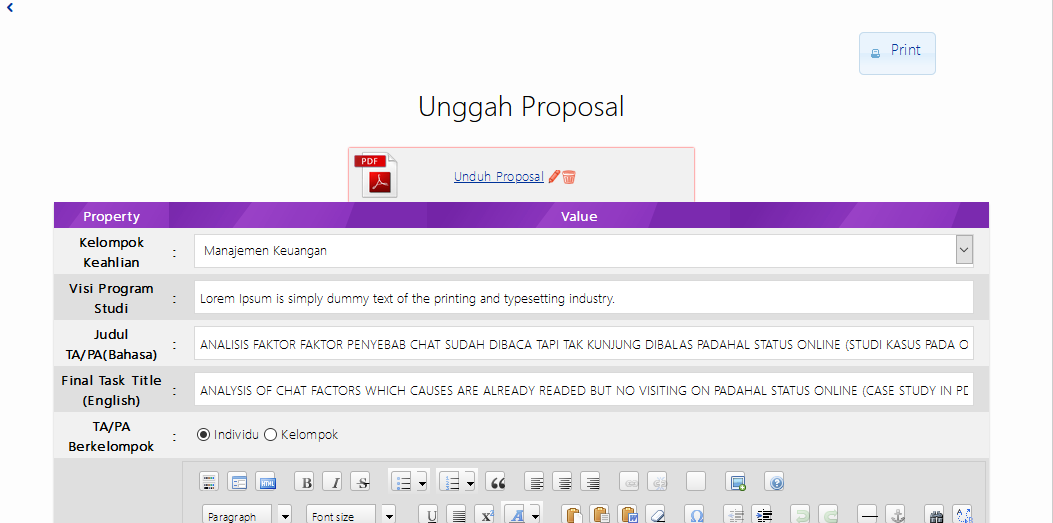 Print
Unggah Proposal
PDF
Unduh Proposal
Property Value
Kelompok
Keahlian : Manajemen Keuangan
Visi Program
Studi : Lorem Ipsum is simply dummy text of the printing and typesetting industry.
Judul
TA/PA(Bahasa) : ANALISIS FAKTOR FAKTOR PENYEBAB CHAT SUDAH DIBACA TAPI TAK KUNJUNG DIBALAS PADAHAL STATUS ONLINE (STUDI KASUS PADA O
Final Task Title
(English) : ANALYSIS OF CHAT FACTORS WHICH CAUSES ARE ALREADY READED BUT NO VISITING ON PADAHAL STATUS ONLINE (CASE STUDY IN PE
TA/PA
Berkelompok : Individu Kelompok
HTML B I S
Paragraph Font size U x² A W Ω